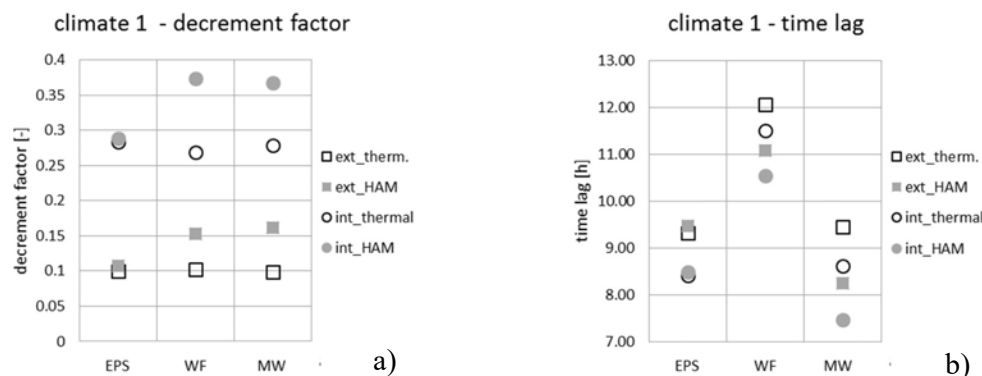 climate 1 - decrement factor
decrement factor [-]
0.4
0.35
0.3
0.25
0.2
0.15
0.1
0.05
0
EPS
WF
MW
ext_therm.
ext_HAM
int_thermal
int_HAM
a)
climate 1 - time lag
time lag [h]
13.00
12.00
11.00
10.00
9.00
8.00
7.00
EPS
WF
MW
ext_therm.
ext_HAM
int_thermal
int_HAM
b)